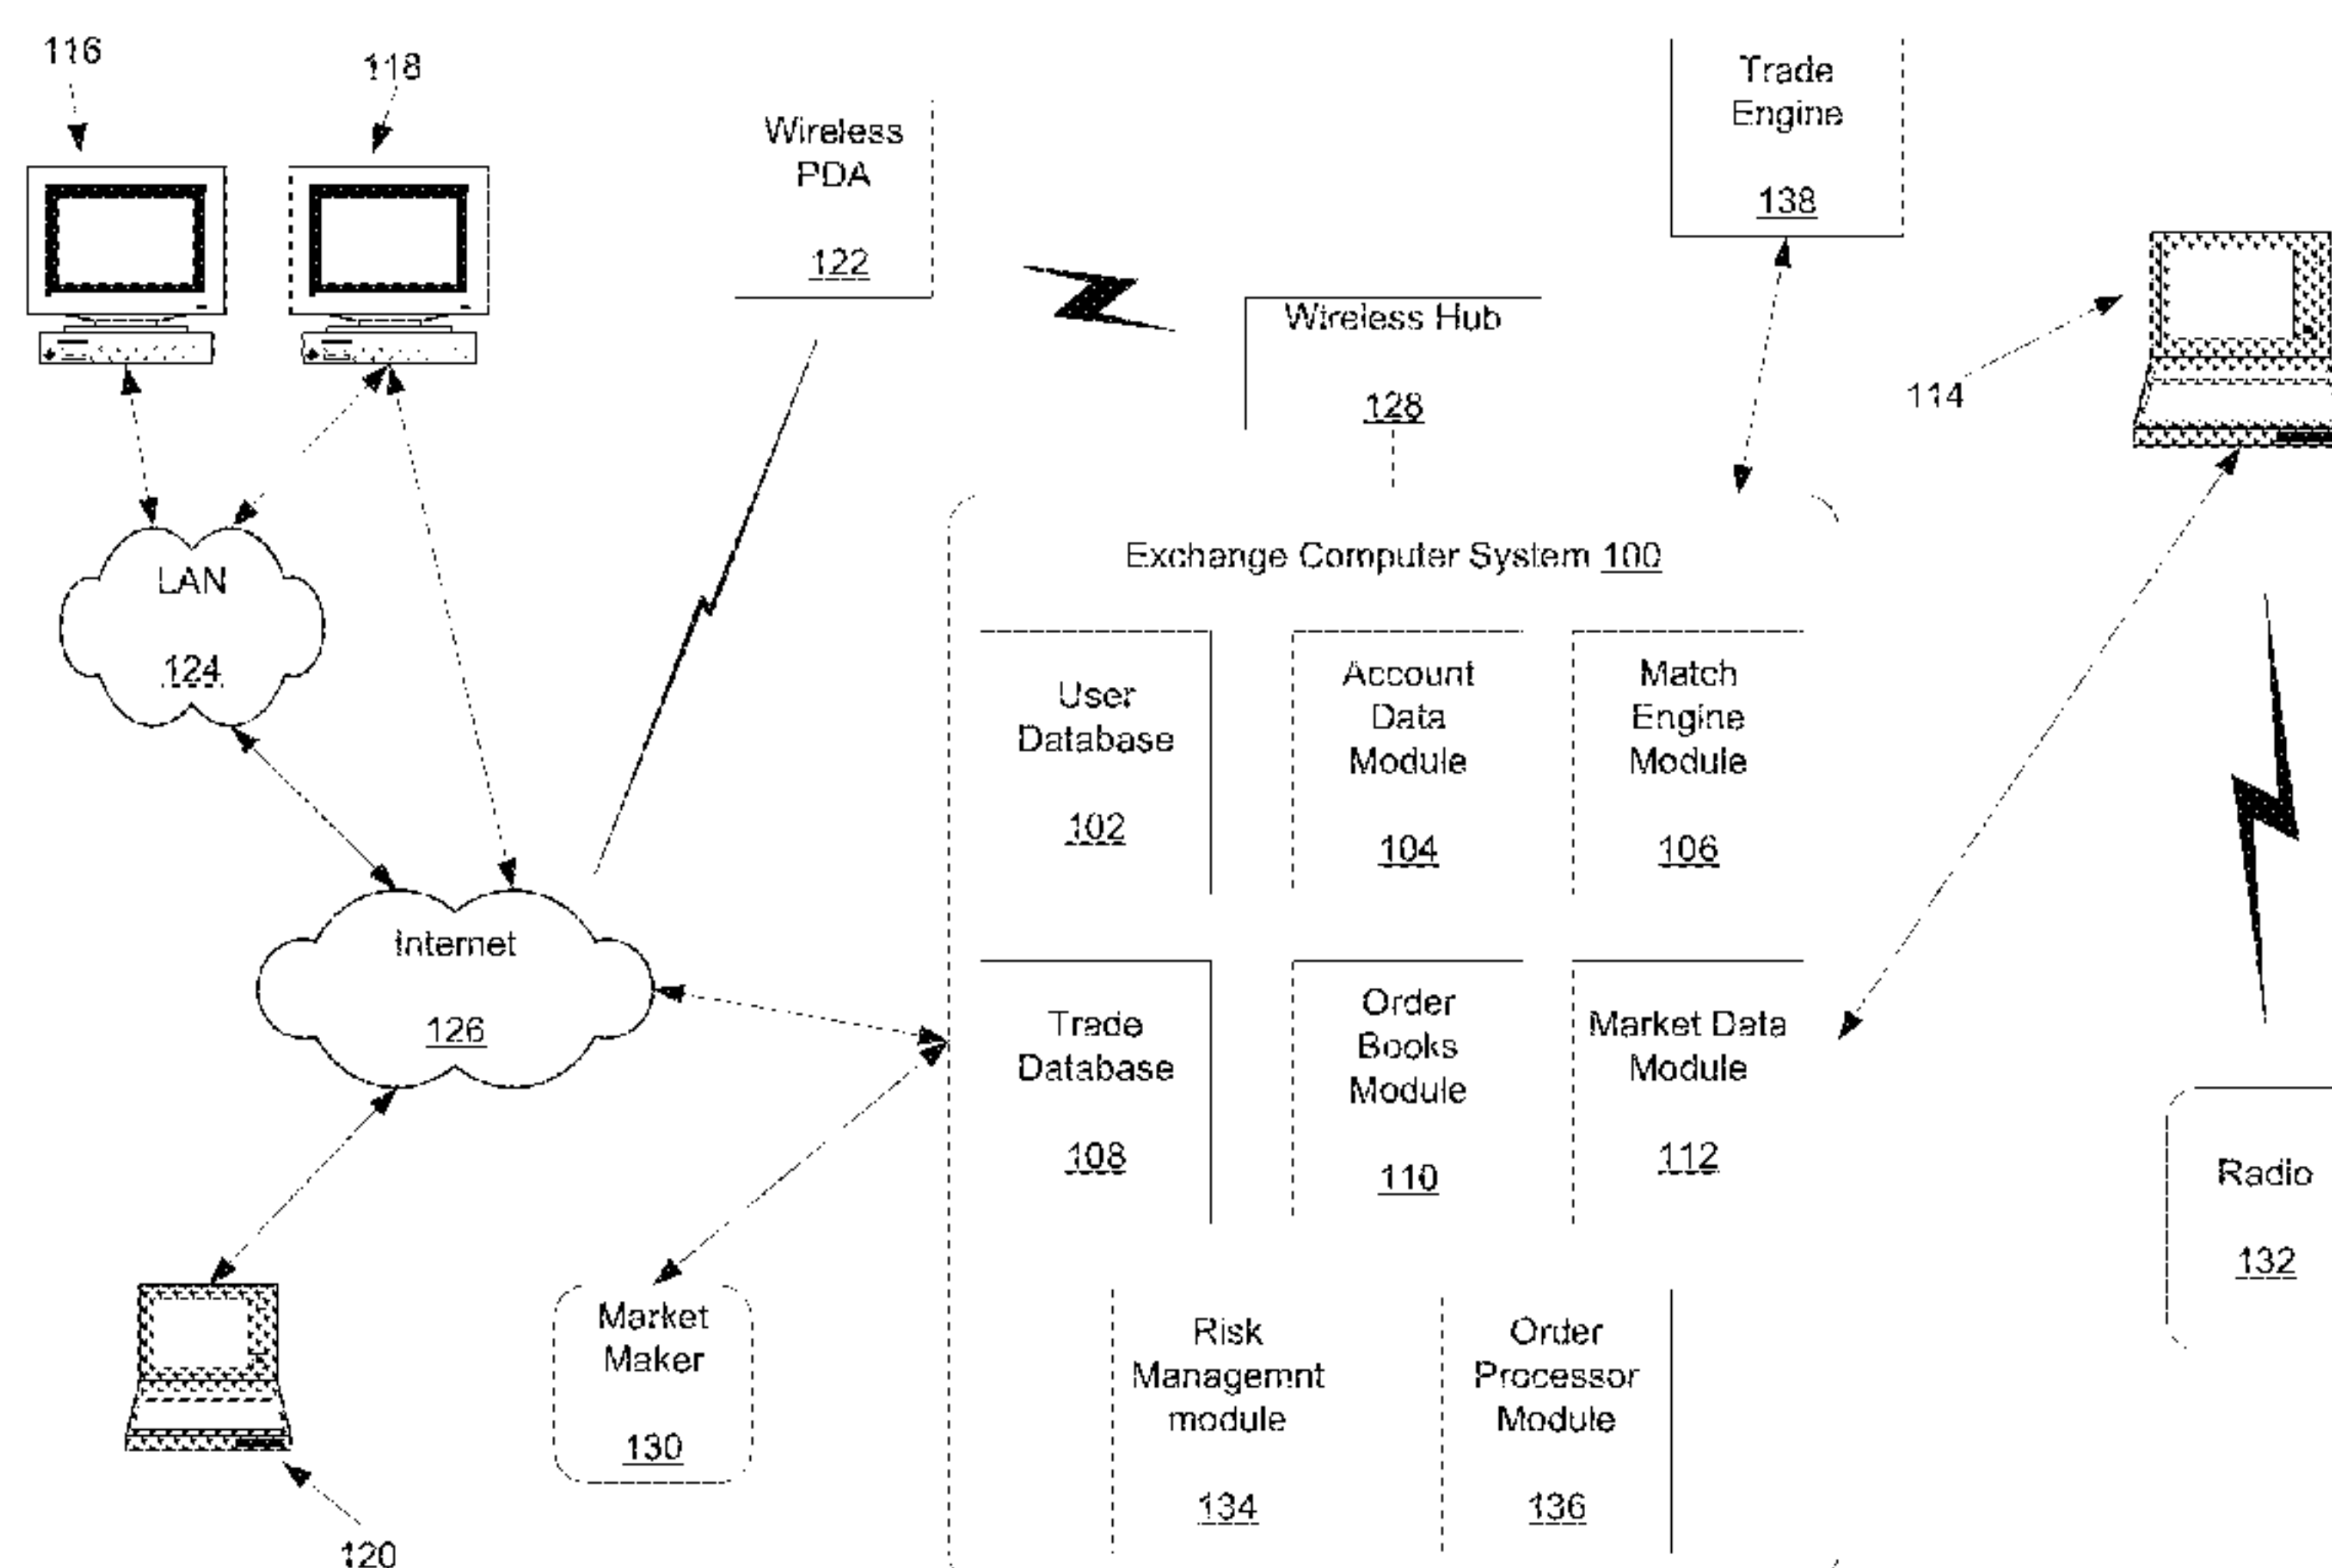 116
118
Wireless
PDA
122
Trade
Engine
138
Wireless Hub
128
114
Exchange Computer System 100
LAN
124
User
Database
102
Account
Data
Module
104
Match
Engine
Module
106
Internet
126
Trade
Database
108
Order
Books
Module
110
Market Data
Module
112
Radio
132
Market
Maker
130
Risk
Managemnt
module
134
Order
Processor
Module
136
120